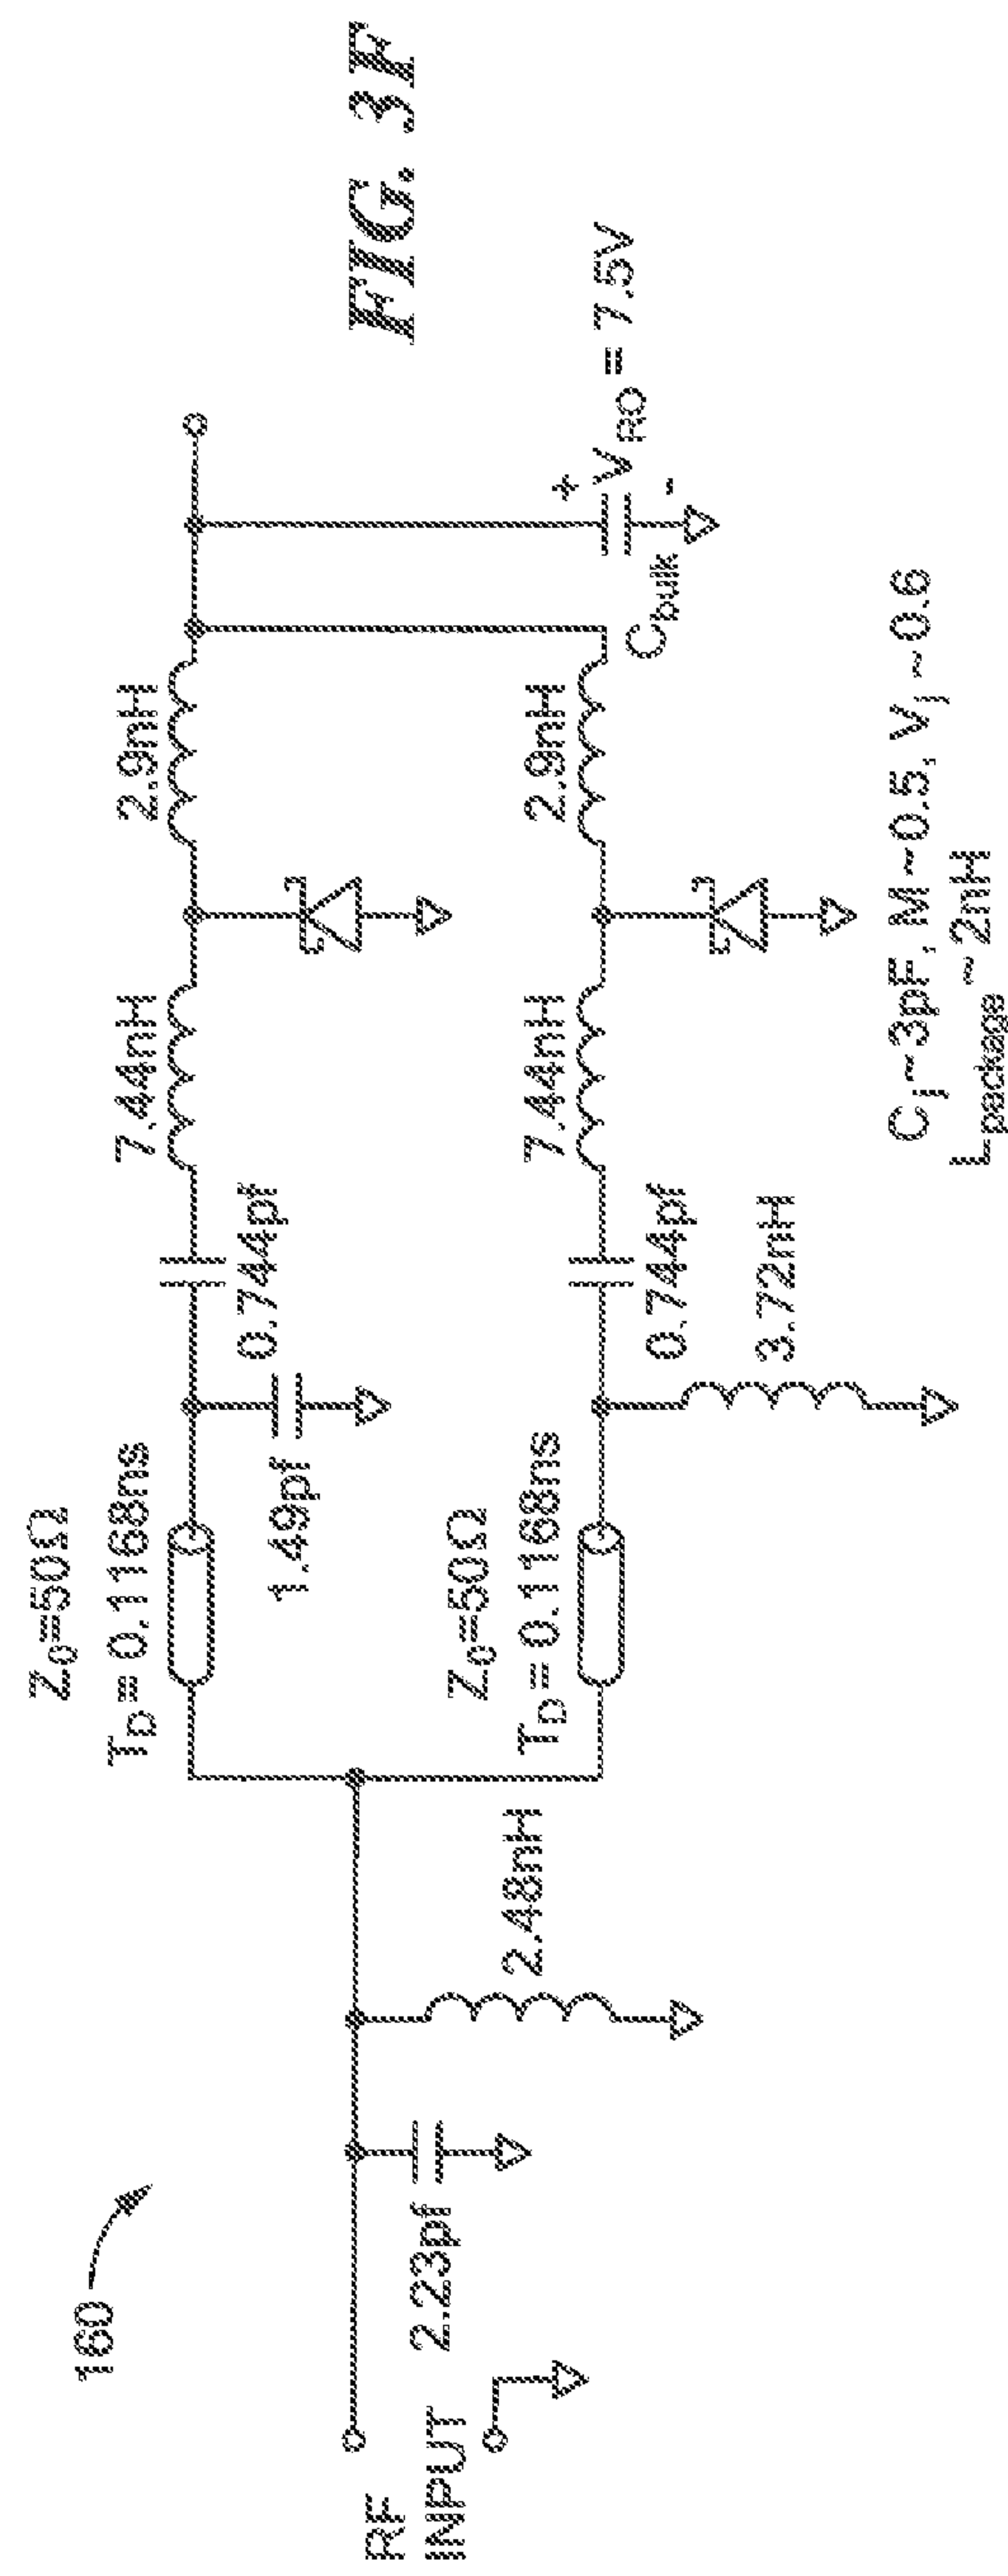 FIG. 3F
160
RF
INPUT
2.23pf
2.48nH
Z0=50Ω
TD=0.1168ns
1.49pf
0.744pf
7.44nH
2.9nH
Z0=50Ω
TD=0.1168ns
0.744pf
3.72nH
7.44nH
2.9nH
Cbulk
+
VRO=7.5V
-
Cj~3pF, M~0.5, Vj~0.6
Lpackage~2nH